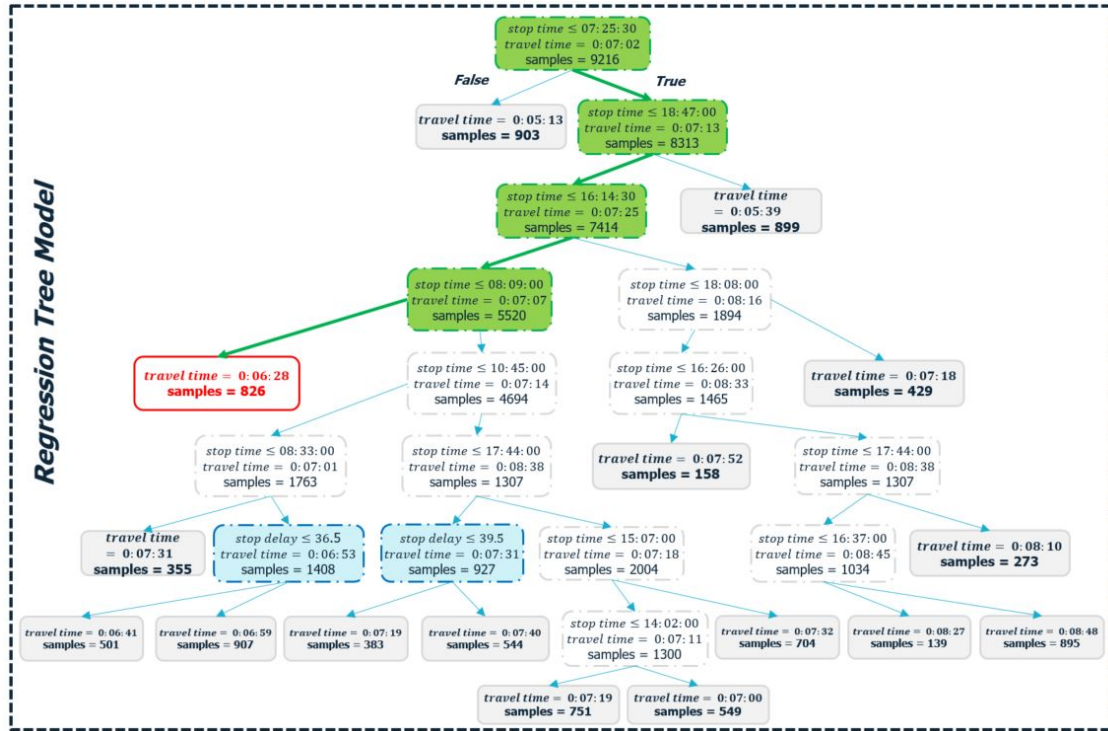 Regression Tree Model
stop time ≤ 07:25:30
travel time = 0:07:02
samples = 9216
False
True
travel time = 0:05:13
samples = 903
stop time ≤ 18:47:00
travel time = 0:07:13
samples = 8313
stop time ≤ 16:14:30
travel time = 0:07:25
samples = 7414
travel time
= 0:05:39
samples = 899
stop time ≤ 08:09:00
travel time = 0:07:07
samples = 5520
stop time ≤ 18:08:00
travel time = 0:08:16
samples = 1894
travel time = 0:06:28
samples = 826
stop time ≤ 10:45:00
travel time = 0:07:14
samples = 4694
stop time ≤ 16:26:00
travel time = 0:08:33
samples = 1465
travel time = 0:07:18
samples = 429
stop time ≤ 08:33:00
travel time = 0:07:01
samples = 1763
stop time ≤ 17:44:00
travel time = 0:08:38
samples = 1307
travel time = 0:07:52
samples = 158
stop time ≤ 17:44:00
travel time = 0:08:38
samples = 1307
travel time
= 0:07:31
samples = 355
stop delay ≤ 36.5
travel time = 0:06:53
samples = 1408
stop delay ≤ 39.5
travel time = 0:07:31
samples = 927
stop time ≤ 15:07:00
travel time = 0:07:18
samples = 2004
stop time ≤ 16:37:00
travel time = 0:08:45
samples = 1034
travel time = 0:08:10
samples = 273
travel time = 0:06:41
samples = 501
travel time = 0:06:59
samples = 907
travel time = 0:07:19
samples = 383
travel time = 0:07:40
samples = 544
stop time ≤ 14:02:00
travel time = 0:07:11
samples = 1300
travel time = 0:07:32
samples = 704
travel time = 0:08:27
samples = 139
travel time = 0:08:48
samples = 895
travel time = 0:07:19
samples = 751
travel time = 0:07:00
samples = 549